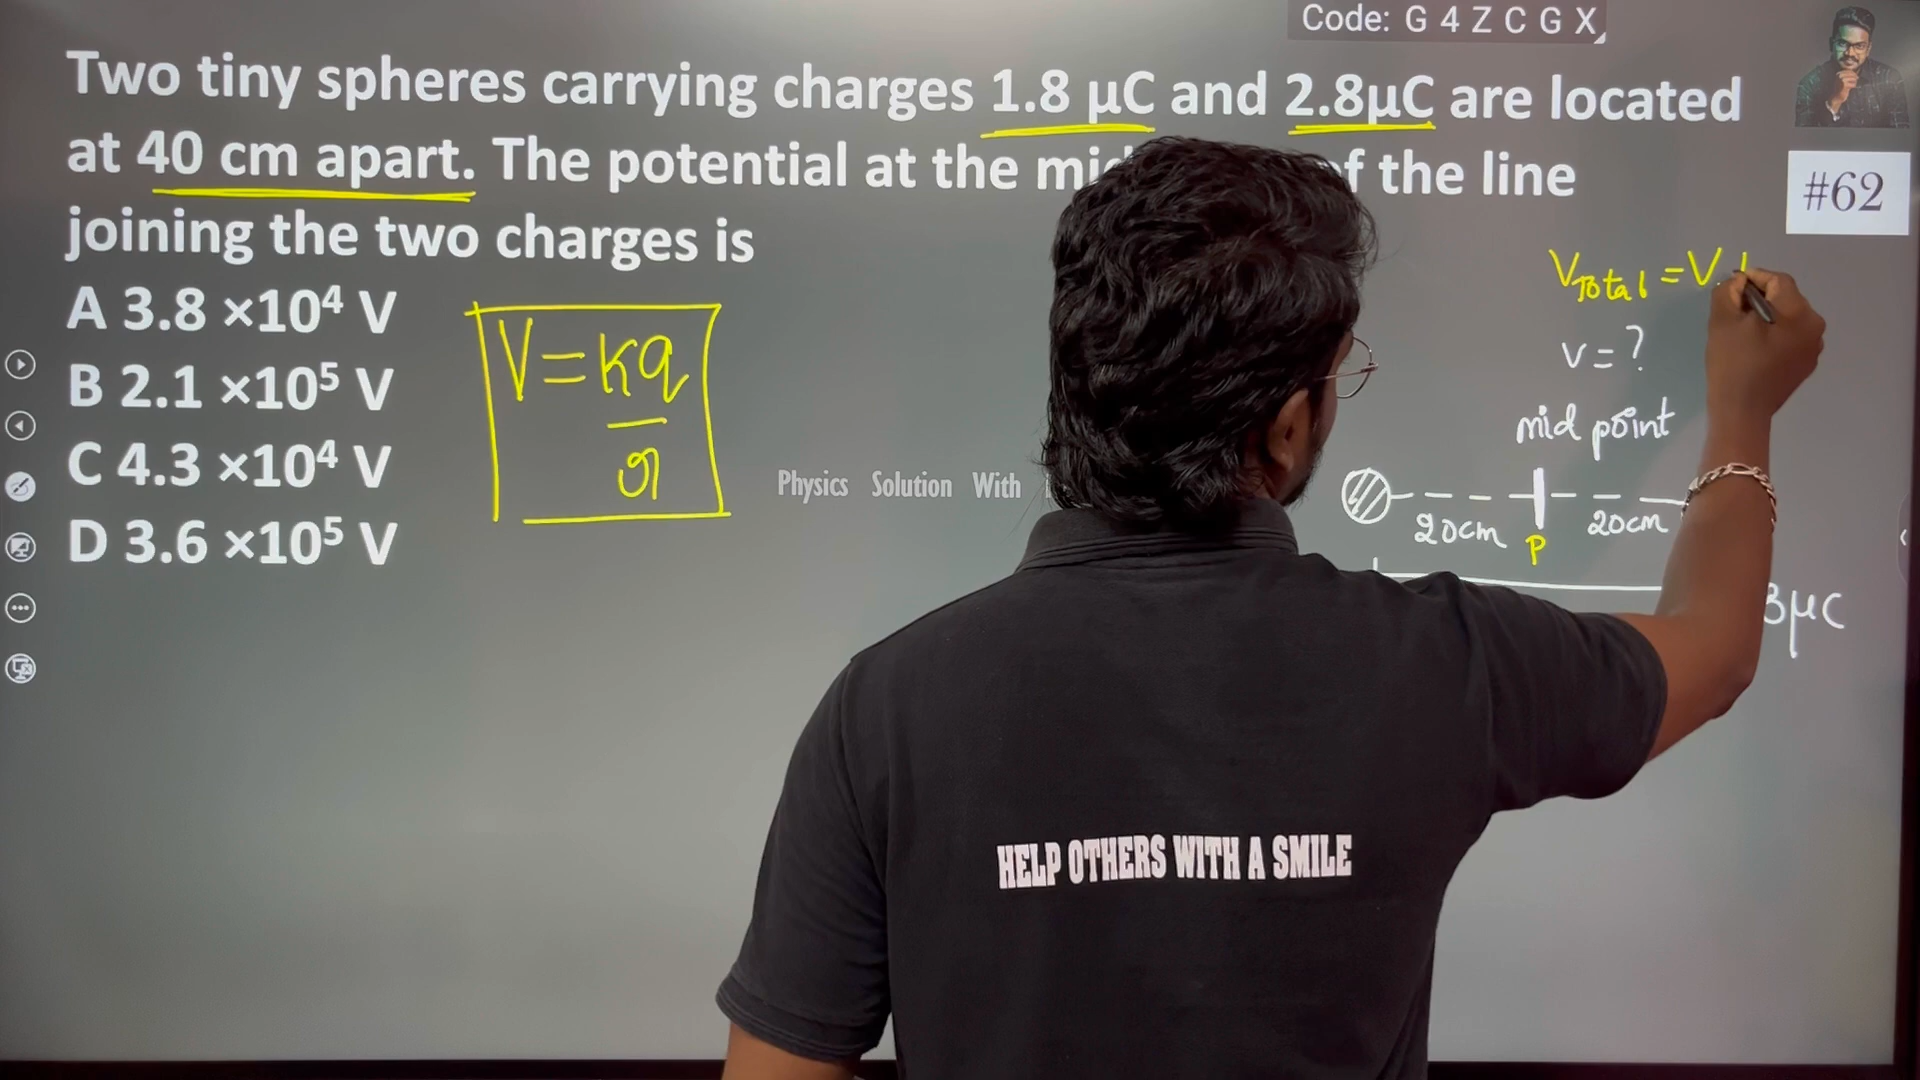 Code: G 4 Z C G X
Two tiny spheres carrying charges 1.8 μC and 2.8μC are located
at 40 cm apart. The potential at the of the line
joining the two charges is
A 3.8 ×10⁴ V
B 2.1 ×10⁵ V
C 4.3 ×10⁴ V
D 3.6 ×10⁵ V
#62
V = kq
r
Physics Solution With
VTotal = V
V = ?
mid point
20cm
20cm
P
μC
HELP OTHERS WITH A SMILE